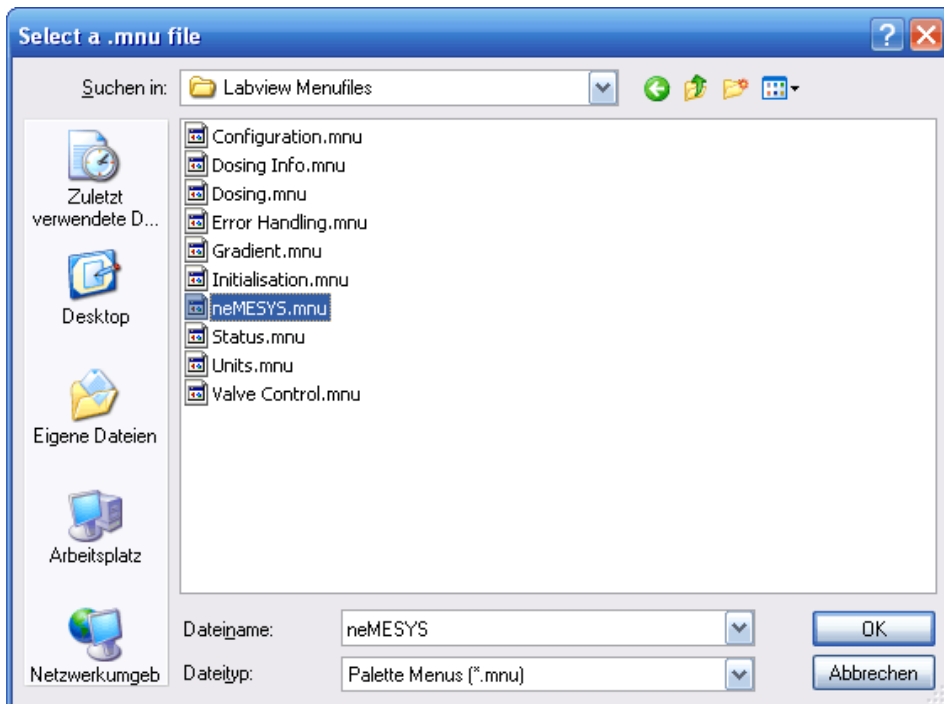 Select a .mnu file
Suchen in:
Labview Menufiles
Zuletzt
verwendete D...
Desktop
Eigene Dateien
Arbeitsplatz
Netzwerkumgeb
Configuration.mnu
Dosing Info.mnu
Dosing.mnu
Error Handling.mnu
Gradient.mnu
Initialisation.mnu
neMESYS.mnu
Status.mnu
Units.mnu
Valve Control.mnu
Dateiname:
neMESYS
OK
Dateityp:
Palette Menus (*.mnu)
Abbrechen